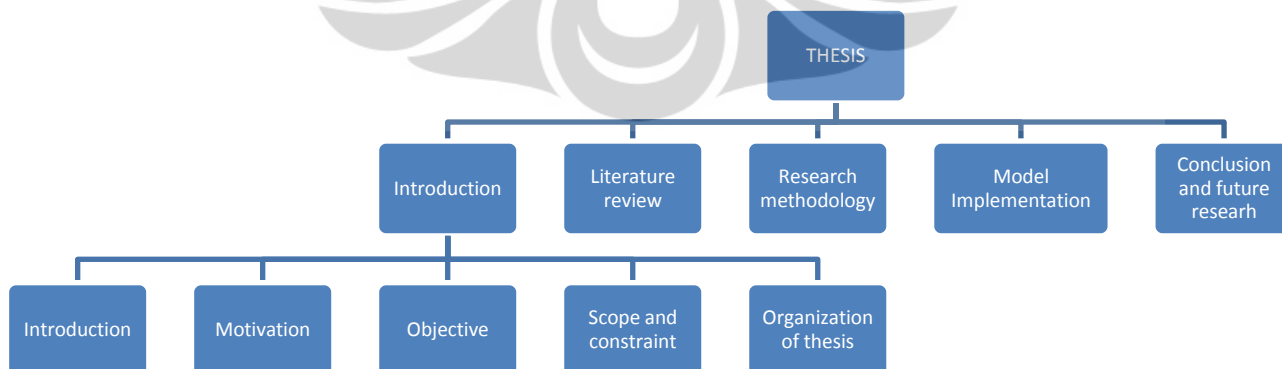 THESIS
Introduction
Literature
review
Research
methodology
Model
Implementation
Conclusion
and future
researh
Introduction
Motivation
Objective
Scope and
constraint
Organization
of thesis